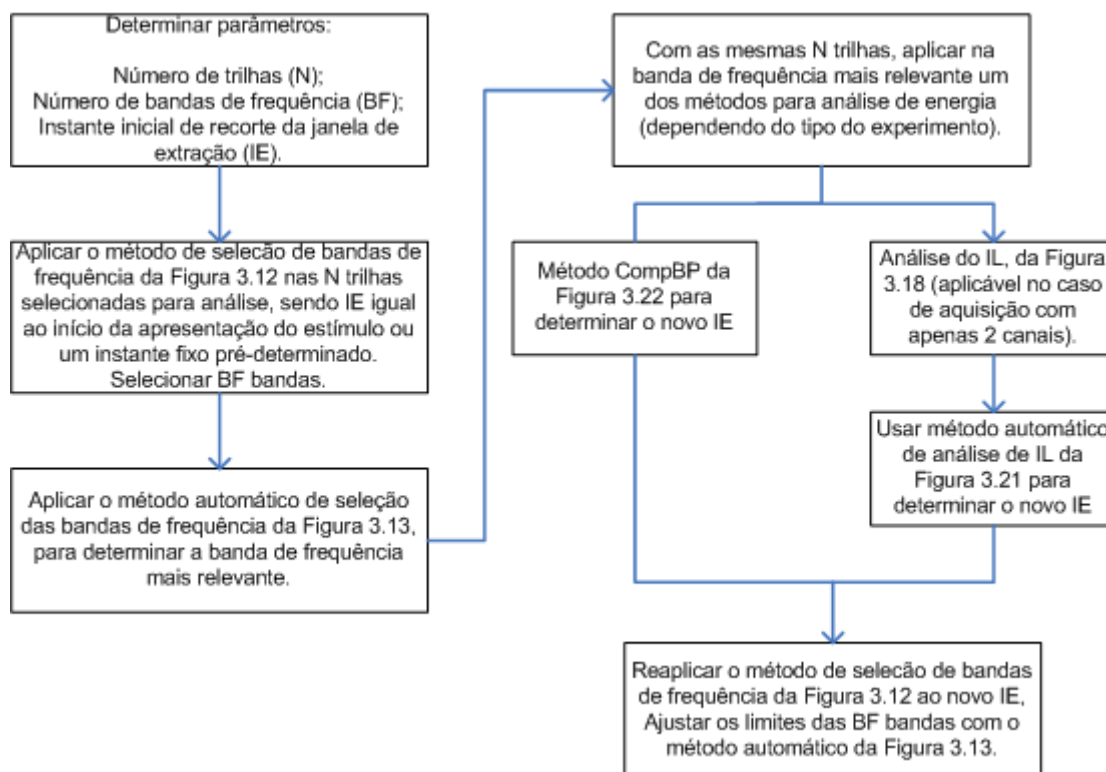 Determinar parâmetros:
Número de trilhas (N);
Número de bandas de frequência (BF);
Instante inicial de recorte da janela de
extração (IE).
Aplicar o método de selecão de bandas de
frequência da Figura 3.12 nas N trilhas
selecionadas para análise, sendo IE igual
ao início da apresentação do estímulo ou
um instante fixo pré-determinado.
Selecionar BF bandas.
Aplicar o método automático de seleção
das bandas de frequência da Figura 3.13,
para determinar a banda de frequência
mais relevante.
Com as mesmas N trilhas, aplicar na
banda de frequência mais relevante um
dos métodos para análise de energia
(dependendo do tipo do experimento).
Método CompBP da
Figura 3.22 para
determinar o novo IE
Análise do IL, da Figura
3.18 (aplicável no caso
de aquisição com
apenas 2 canais).
Usar método automático
de análise de IL da
Figura 3.21 para
determinar o novo IE
Reaplicar o método de selecão de bandas
de frequência da Figura 3.12 ao novo IE,
Ajustar os limites das BF bandas com o
método automático da Figura 3.13.